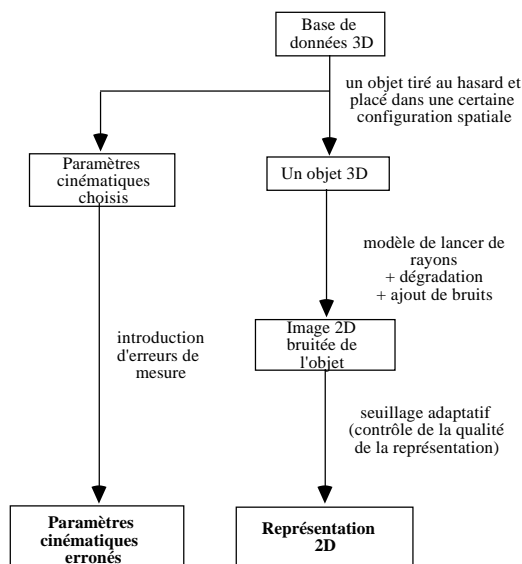 Base de
données 3D
un objet tiré au hasard et
placé dans une certaine
configuration spatiale
Paramètres
cinématiques
choisis
Un objet 3D
modèle de lancer de
rayons
+ dégradation
+ ajout de bruits
introduction
d'erreurs de
mesure
Image 2D
bruitée de
l'objet
seuillage adaptatif
(contrôle de la qualité
de la représentation)
Paramètres
cinématiques
erronés
Représentation
2D